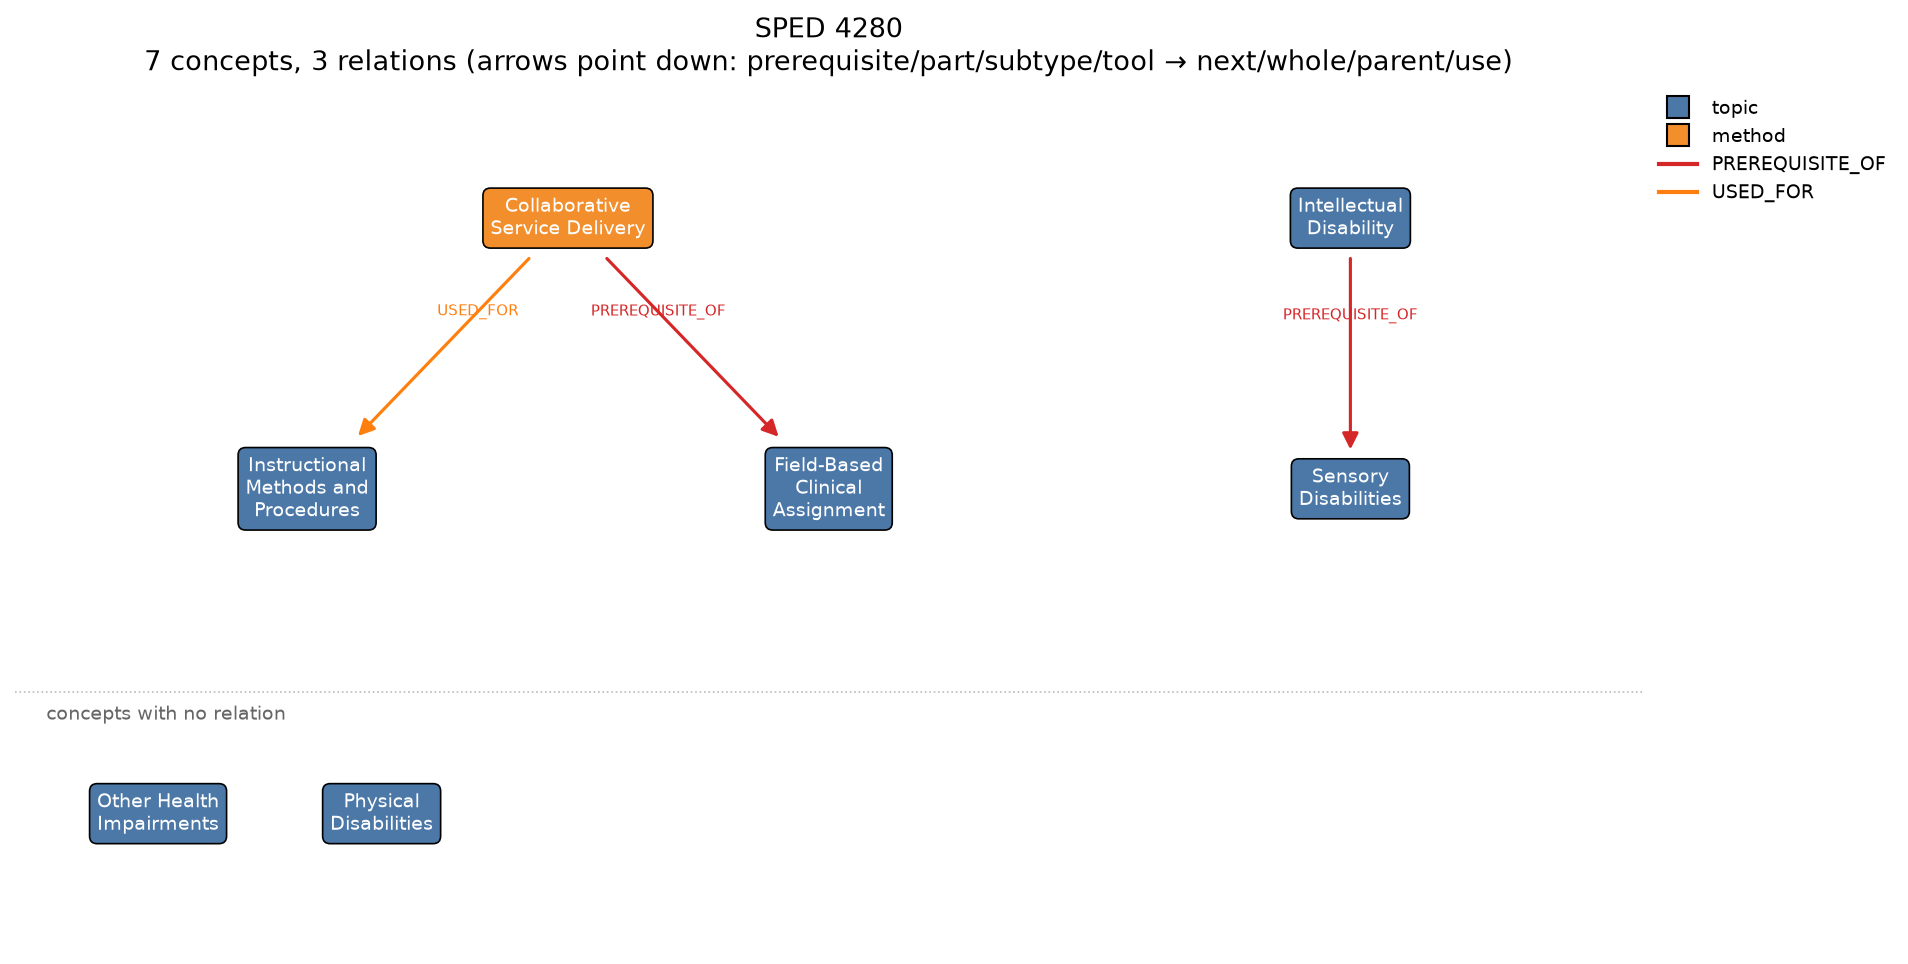 SPED 4280
7 concepts, 3 relations (arrows point down: prerequisite/part/subtype/tool → next/whole/parent/use)
topic
method
PREREQUISITE_OF
USED_FOR
Collaborative
Service Delivery
Intellectual
Disability
USED_FOR
PREREQUISITE_OF
PREREQUISITE_OF
Instructional
Methods and
Procedures
Field-Based
Clinical
Assignment
Sensory
Disabilities
concepts with no relation
Other Health
Impairments
Physical
Disabilities